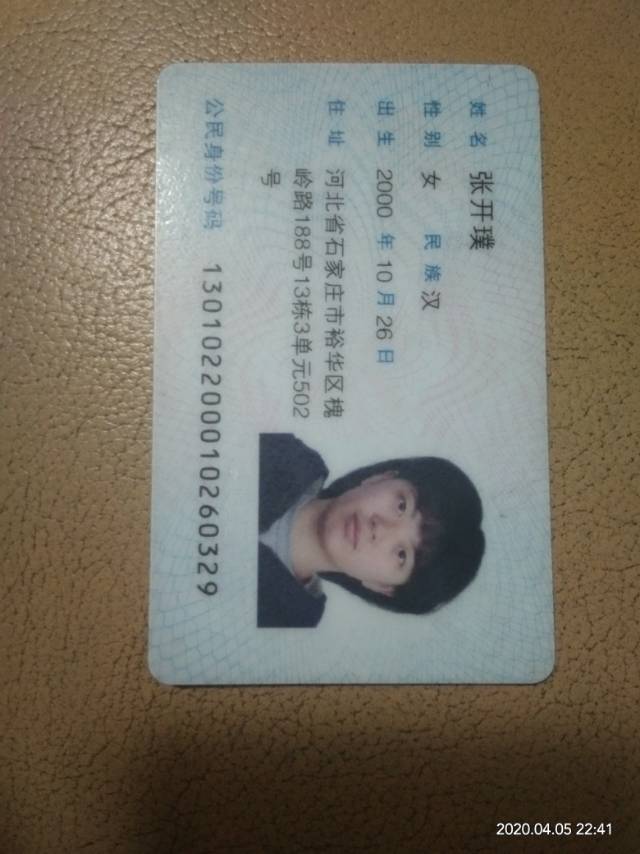 姓名 张开璞
性别 女 民族 汉
出生 2000 年 10 月 26 日
住址 河北省石家庄市裕华区槐
岭路188号13栋3单元502
号
公民身份号码 130102200010260329
2020.04.05 22:41